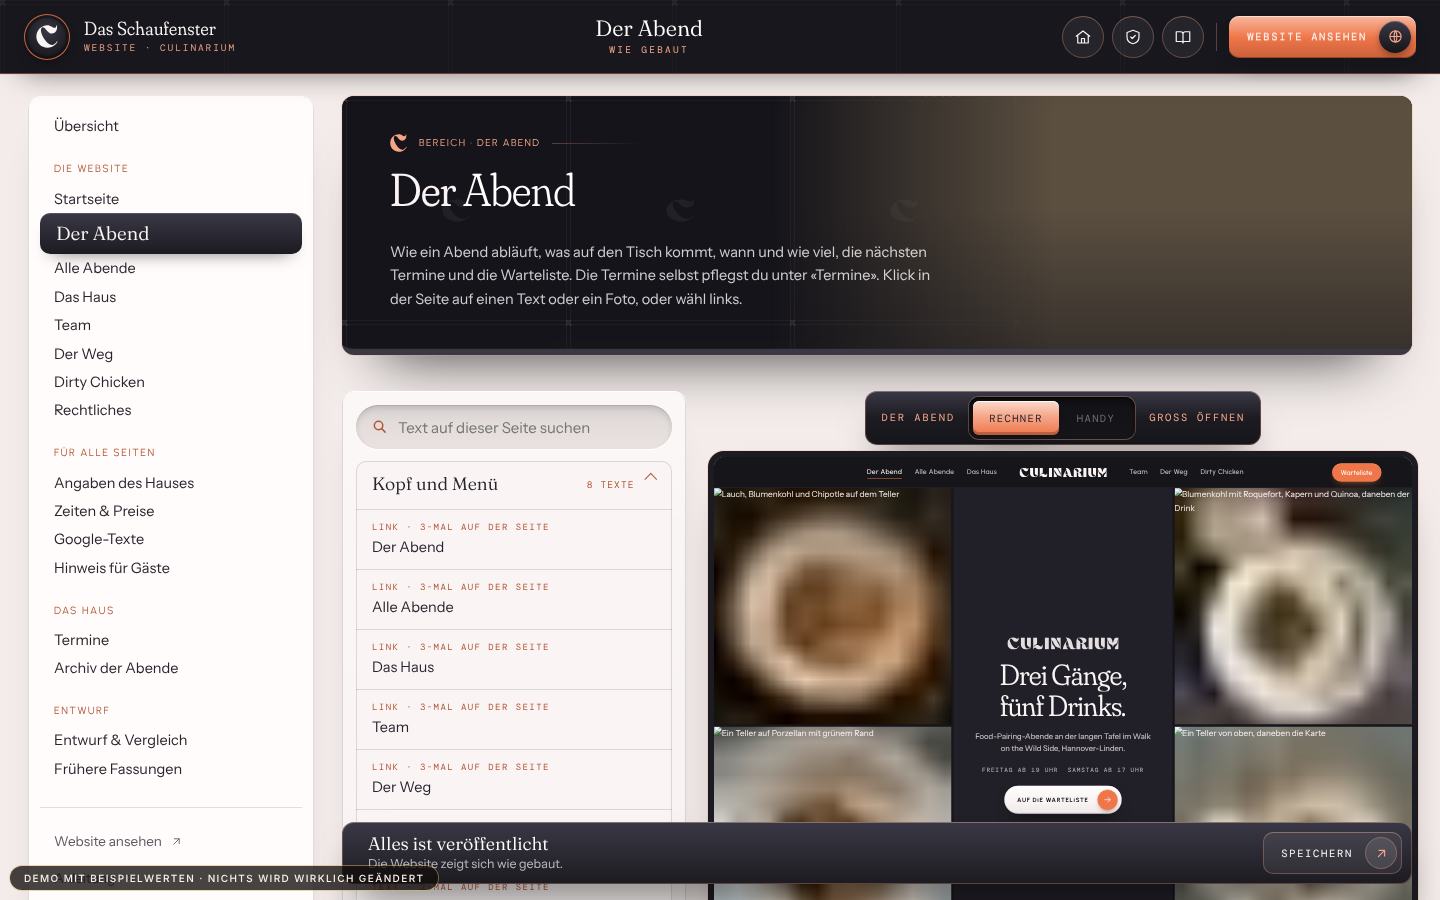 Das Schaufenster
WEBSITE · CULINARIUM
Der Abend
WIE GEBAUT
WEBSITE ANSEHEN
Übersicht
DIE WEBSITE
Startseite
Der Abend
Alle Abende
Das Haus
Team
Der Weg
Dirty Chicken
Rechtliches
FÜR ALLE SEITEN
Angaben des Hauses
Zeiten & Preise
Google-Texte
Hinweis für Gäste
DAS HAUS
Termine
Archiv der Abende
ENTWURF
Entwurf & Vergleich
Frühere Fassungen
Website ansehen
DEMO MIT BEISPIELWERTEN · NICHTS WIRD WIRKLICH GEÄNDERT
BEREICH · DER ABEND
Der Abend
Wie ein Abend abläuft, was auf den Tisch kommt, wann und wie viel, die nächsten
Termine und die Warteliste. Die Termine selbst pflegst du unter «Termine». Klick in
der Seite auf einen Text oder ein Foto, oder wähl links.
Text auf dieser Seite suchen
Kopf und Menü
8 TEXTE
LINK · 3-MAL AUF DER SEITE
Der Abend
LINK · 3-MAL AUF DER SEITE
Alle Abende
LINK · 3-MAL AUF DER SEITE
Das Haus
LINK · 3-MAL AUF DER SEITE
Team
LINK · 3-MAL AUF DER SEITE
Der Weg
DER ABEND
RECHNER
HANDY
GROSS ÖFFNEN
Der Abend Alle Abende Das Haus CULINARIUM Team Der Weg Dirty Chicken Warteliste
Lauch, Blumenkohl und Chipotle auf dem Teller
Blumenkohl mit Roquefort, Kapern und Quinoa, daneben der
Drink
CULINARIUM
Drei Gänge,
fünf Drinks.
Food-Pairing-Abende an der langen Tafel im Walk
on the Wild Side, Hannover-Linden.
FREITAG AB 19 UHR SAMSTAG AB 17 UHR
AUF DIE WARTELISTE
Ein Teller auf Porzellan mit grünem Rand
Ein Teller von oben, daneben die Karte
Alles ist veröffentlicht
Die Website zeigt sich wie gebaut.
SPEICHERN
AL AUF DER SEITE